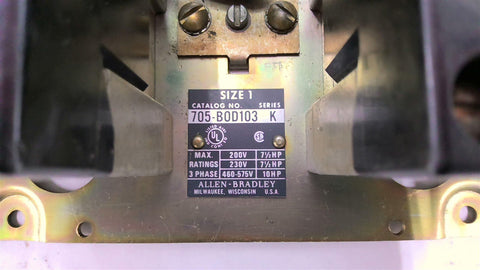 SIZE 1
CATALOG NO. SERIES
705-BOD103 K
UL
MAX. 200V 7½HP
RATINGS 230V 7½HP
3 PHASE 460-575V 10HP
ALLEN-BRADLEY
MILWAUKEE, WISCONSIN U.S.A.